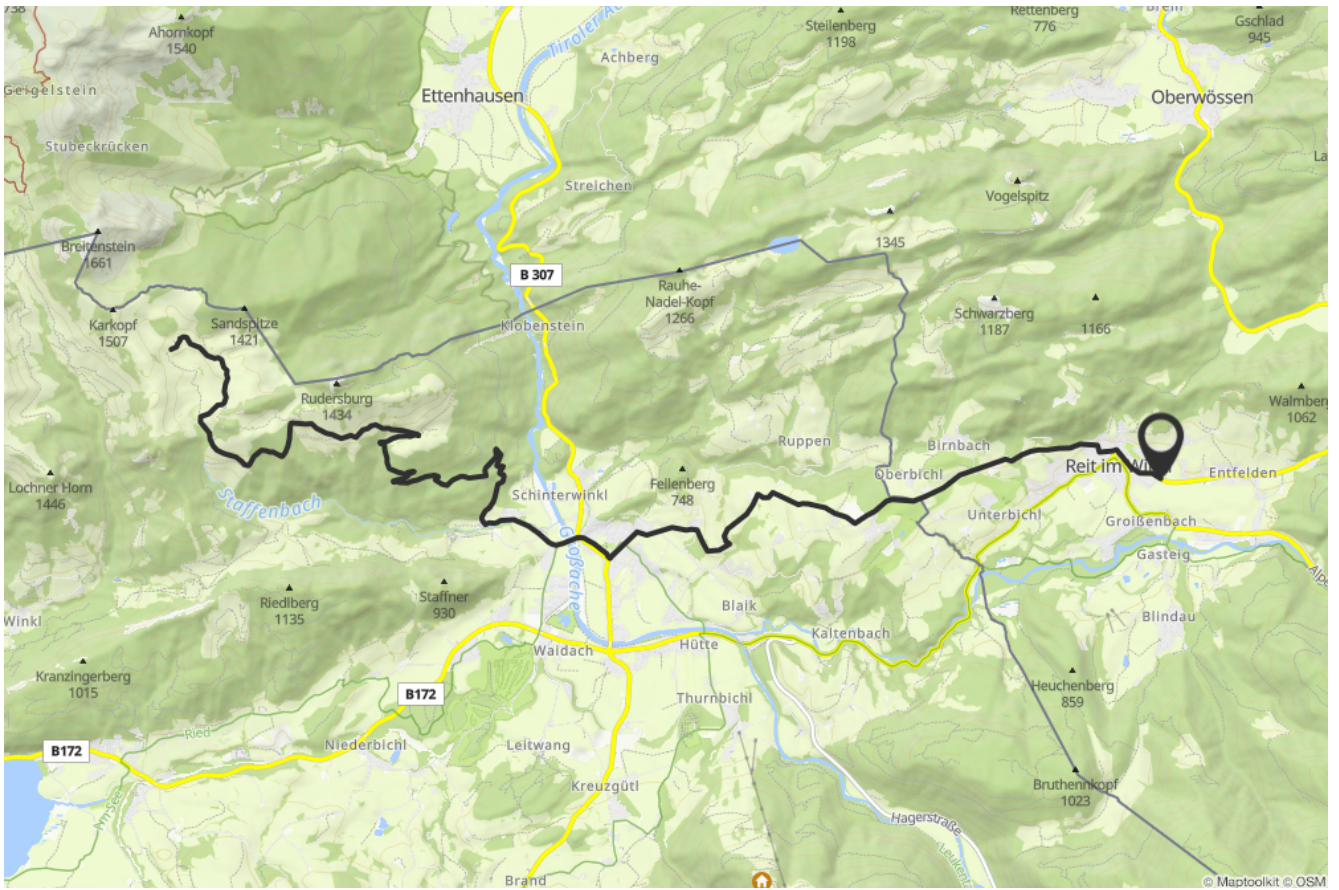 738
Ahornkopf
1540
Geigelstein
Stubeckrücken
Breitenstein
1661
Karkopf
1507
Sandspitze
1421
Rudersburg
1434
Lochner Horn
1446
Staffenbach
Riedlberg
1135
Staffner
930
Winkl
Kranzingerberg
1015
B172
Ried
Niederbichl
B172
Leitwang
Waidach
Ettenhausen
Achberg
Streichen
B 307
Klobenstein
Rauhe-
Nadel-Kopf
1266
Schinterwinkl
Großache
Fellenberg
748
Ruppen
Blaik
Hütte
Kaltenbach
Thurnbichl
Kreuzgütl
Brand
Hagerstraße
Steilenberg
1198
Rettenberg
776
Gschlad
945
Oberwössen
Vogelspitz
1345
Schwarzberg
1187
1166
Walmberg
1062
Birnbach
Oberbichl
Reit im Winkl
Entfelden
Unterbichl
Groißenbach
Gasteig
Blindau
Heuchenberg
859
Bruthennkopf
1023
© Maptoolkit © OSM